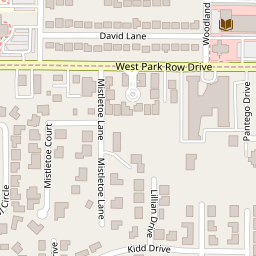 David Lane
Woodland
West Park Row Drive
Mistletoe Lane
Pantego Drive
Mistletoe Court
Mistletoe Lane
Circle
Lillian Drive
Kidd Drive